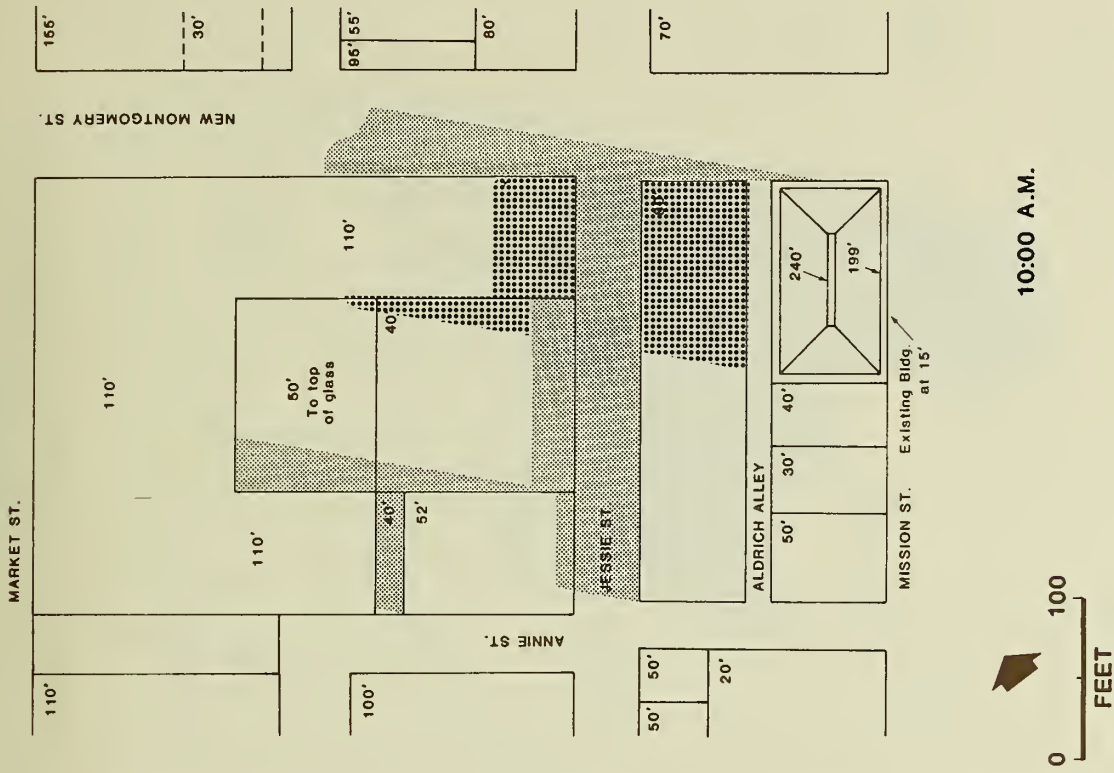 MARKET ST.
NEW MONTGOMERY ST.
155'
30'
95'
55'
80'
70'
110'
110'
110'
50'
To top
of glass
40'
40'
52'
110'
100'
ANNIE ST.
JESSIE ST.
40'
50'
50'
20'
ALDRICH ALLEY
50'
30'
40'
240'
199'
MISSION ST.
Existing Bldg.
at 15'
10:00 A.M.
0
100
FEET